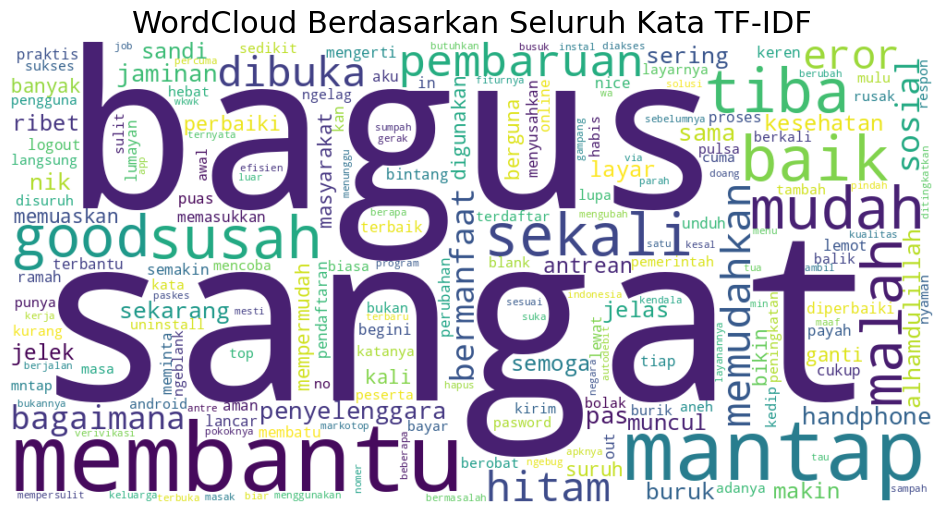 WordCloud Berdasarkan Seluruh Kata TF-IDF
bagus
sangat
membantu
mantap
baik
mudah
tiba
sekali
susah
good
malah
hitam
dibuka
pembaruan
eror
memudahkan
bermanfaat
sosial
bagaimana
penyelenggara
praktis
sukses
job
percuma
sandi
sedikit
mengerti
butuhkan
busuk
instal
diakses
keren
berubah
mulu
respon
banyak
jaminan
hebat
wkwk
aku
in
sering
layarnya
nice
wa
solusi
rusak
pengguna
fiturnya
ngelag
kan
online
ribet
logout
langsung
sulit
lumayan
perbaiki
ternyata
app
awal
efisien
luar
masyarakat
sumpah
gerak
menunggu
digunakan
bintang
berguna
menyusahkan
gampang
habis
sebelumnya
sama
proses
kesehatan
berkali
pulsa
via
cuma
doang
parah
layar
lupa
tambah
pindah
ditingkatkan
nik
disuruh
puas
memuaskan
memasukkan
berapa
terbaik
terdaftar
mengubah
unduh
menu
kualitas
satu
kesal
lemot
balik
ambil
tua
terbantu
ramah
semakin
mencoba
biasa
program
kata
paskes
punya
kerja
kurang
berjalan
mesti
sekarang
uninstall
mempermudah
pendaftaran
bukan
terbaru
begini
perubahan
blank
antrean
pemerintah
sesuai
suka
indonesia
kendala
jelas
min
maaf
diperbaiki
payah
peningkatan
nyaman
alhamdulillah
jelek
masa
meminta
ngeblank
top
no
katanya
kali
peserta
hapus
semoga
negara
lewat
autodebit
tiap
layanannya
bikin
kedip
ganti
cukup
mntap
bukannya
android
antre
aman
lancar
pokoknya
membatu
markotop
bayar
nomer
beberapa
kirim
pasword
pas
bolak
burik
aneh
muncul
handphone
verivikasi
mempersulit
keluarga
terbuka
masak
biar
menggunakan
bermasalah
berobat
ngebug
apknya
suruh
out
buruk
adanya
makin
tau
sampah